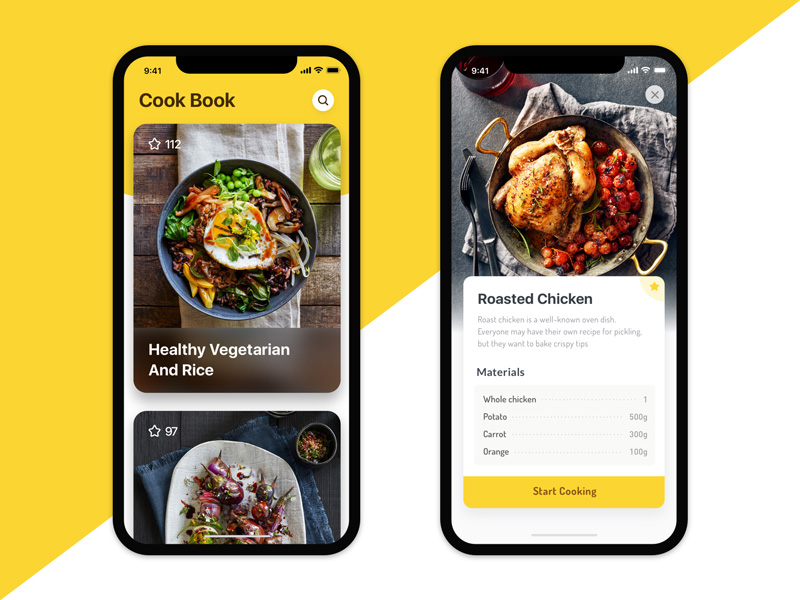 9:41
Cook Book
112
Healthy Vegetarian
And Rice
97
9:41
Roasted Chicken
Roast chicken is a well-known oven dish.
Everyone may have their own recipe for pickling,
but they want to bake crispy tips
Materials
Whole chicken 1
Potato 500g
Carrot 300g
Orange 100g
Start Cooking